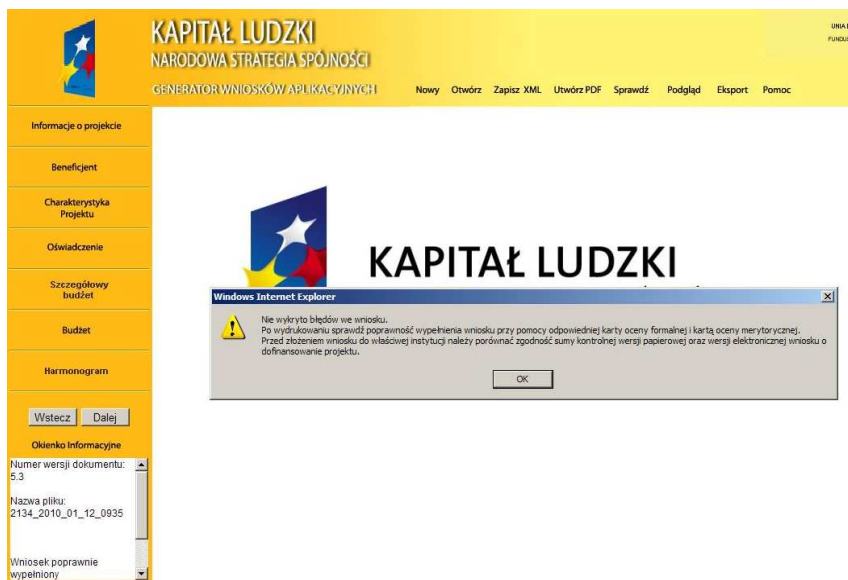 KAPITAŁ LUDZKI
NARODOWA STRATEGIA SPÓJNOŚCI
GENERATOR WNIOSKÓW APLIKACYJNYCH
Nowy Otwórz Zapisz XML Utwórz PDF Sprawdź Podgląd Eksport Pomoc
Informacje o projekcie
Beneficjent
Charakterystyka
Projektu
Oświadczenie
Szczegółowy
budżet
Budżet
Harmonogram
Wstecz Dalej
Okienko Informacyjne
Numer wersji dokumentu:
5.3
Nazwa pliku:
2134_2010_01_12_0935
Wniosek poprawnie
wypełniony
KAPITAŁ LUDZKI
Windows Internet Explorer
Nie wykryto błędów we wniosku.
Po wydrukowaniu sprawdź poprawność wypełnienia wniosku przy pomocy odpowiedniej karty oceny formalnej i kartą oceny merytorycznej.
Przed złożeniem wniosku do właściwej instytucji należy porównać zgodność sumy kontrolnej wersji papierowej oraz wersji elektronicznej wniosku o
dofinansowanie projektu.
OK